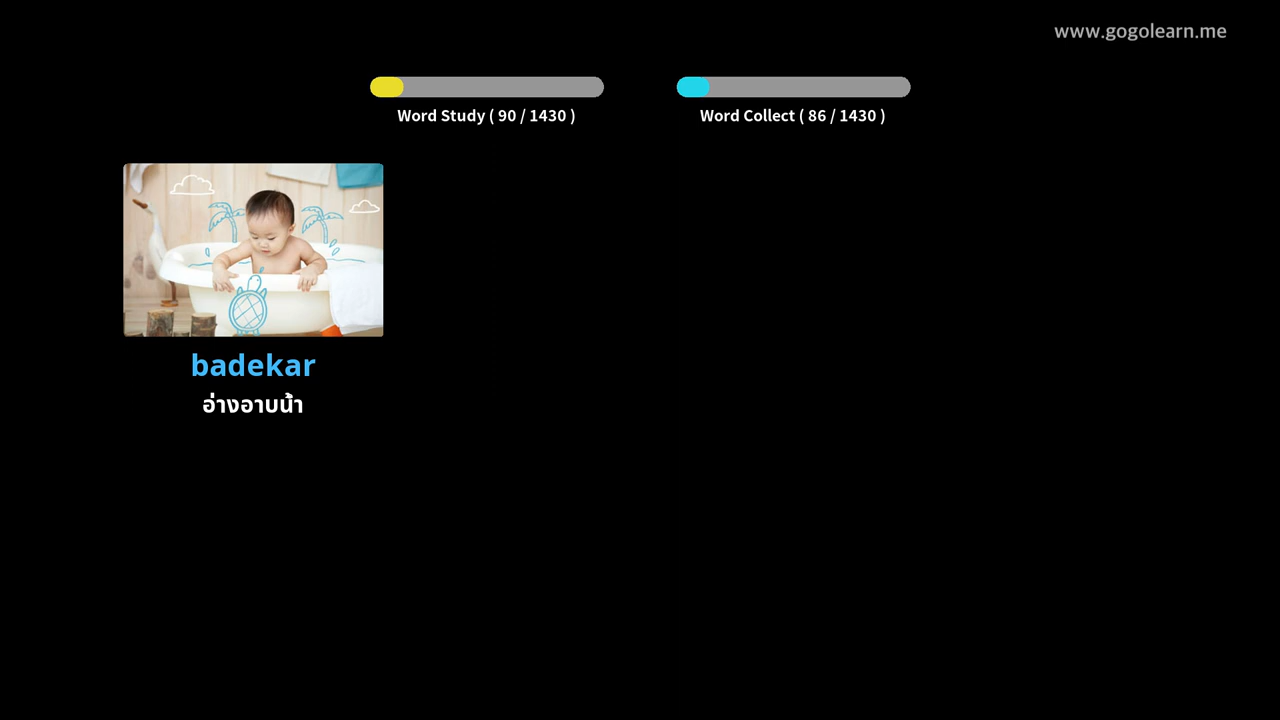 www.gogolearn.me
Word Study ( 90 / 1430 )
Word Collect ( 86 / 1430 )
badekar
อ่างอาบน้ำ